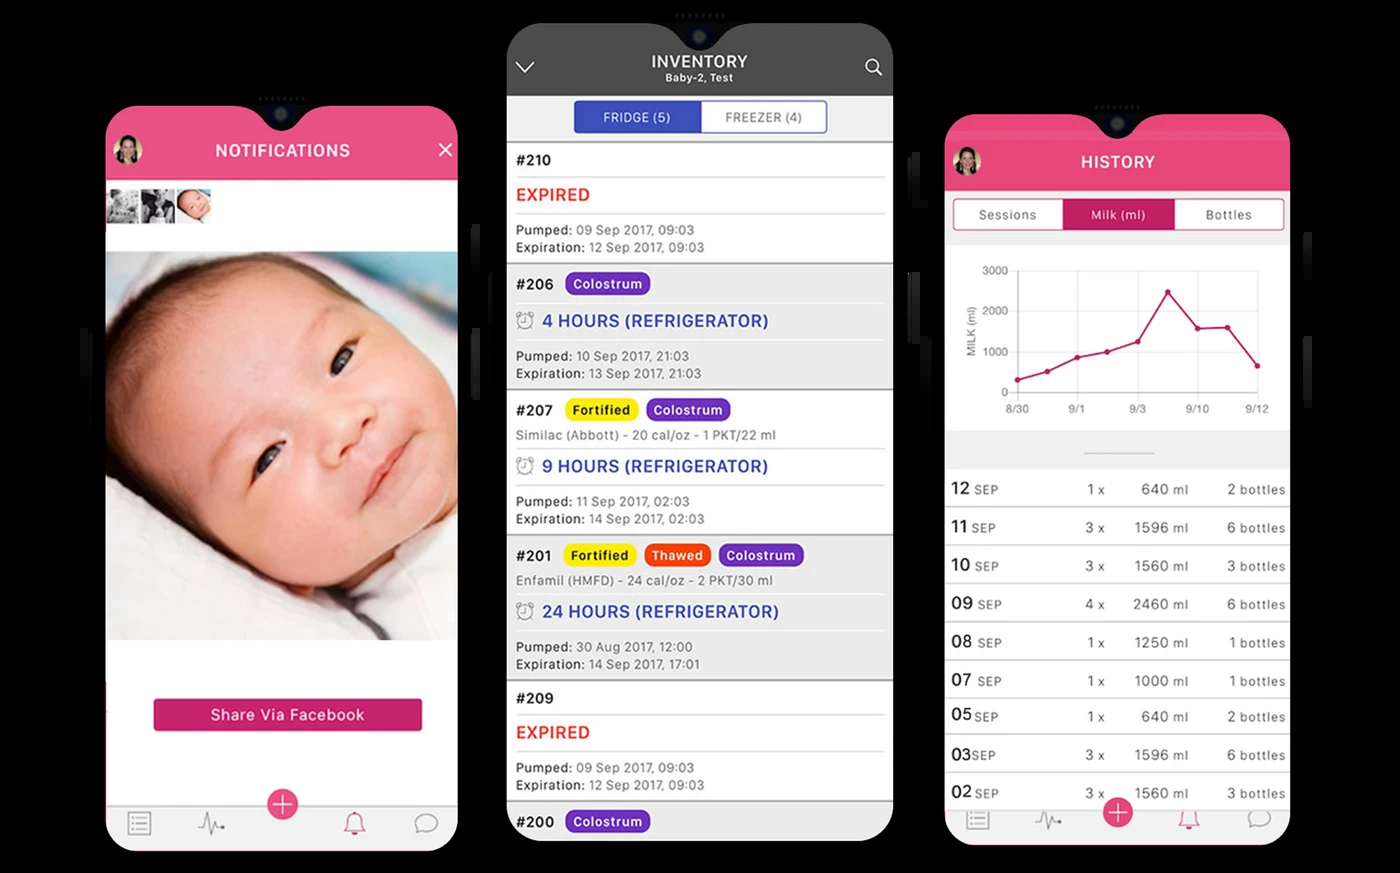 NOTIFICATIONS
Share Via Facebook
INVENTORY
Baby-2, Test
FRIDGE (5)
FREEZER (4)
#210
EXPIRED
Pumped: 09 Sep 2017, 09:03
Expiration: 12 Sep 2017, 09:03
#206 Colostrum
4 HOURS (REFRIGERATOR)
Pumped: 10 Sep 2017, 21:03
Expiration: 13 Sep 2017, 21:03
#207 Fortified Colostrum
Similac (Abbott) - 20 cal/oz - 1 PKT/22 ml
9 HOURS (REFRIGERATOR)
Pumped: 11 Sep 2017, 02:03
Expiration: 14 Sep 2017, 02:03
#201 Fortified Thawed Colostrum
Enfamil (HMFD) - 24 cal/oz - 2 PKT/30 ml
24 HOURS (REFRIGERATOR)
Pumped: 30 Aug 2017, 12:00
Expiration: 14 Sep 2017, 17:01
#209
EXPIRED
Pumped: 09 Sep 2017, 09:03
Expiration: 12 Sep 2017, 09:03
#200 Colostrum
HISTORY
Sessions
Milk (ml)
Bottles
MILK (ml)
3000
2000
1000
0
8/30 9/1 9/3 9/10 9/12
12 SEP 1 x 640 ml 2 bottles
11 SEP 3 x 1596 ml 6 bottles
10 SEP 3 x 1560 ml 3 bottles
09 SEP 4 x 2460 ml 6 bottles
08 SEP 1 x 1250 ml 1 bottles
07 SEP 1 x 1000 ml 1 bottles
05 SEP 1 x 640 ml 2 bottles
03SEP 3 x 1596 ml 6 bottles
02 SEP 3 x 1560 ml 3 bottles